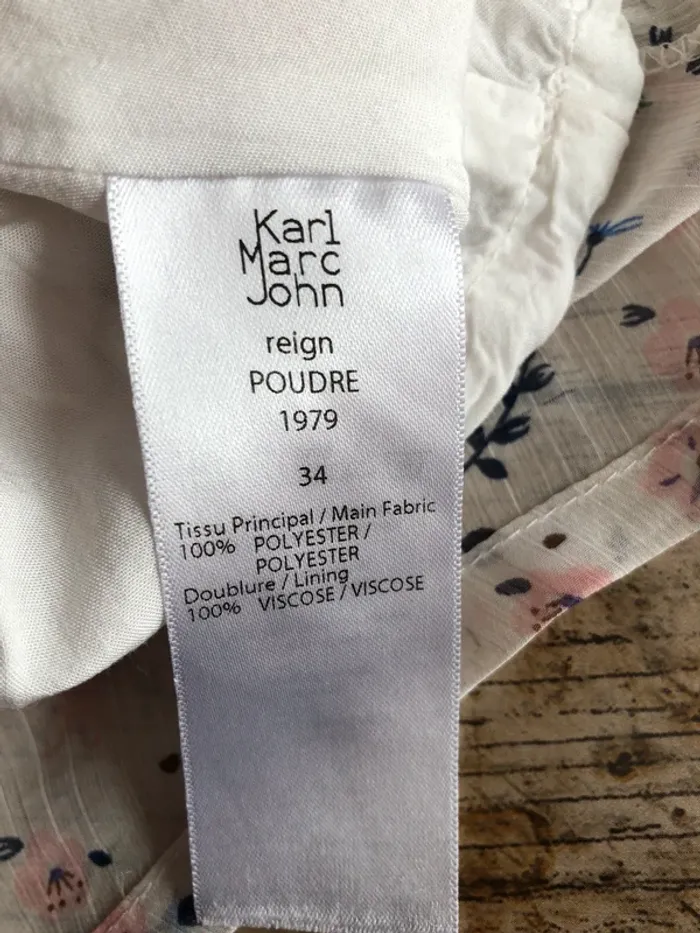 Karl
Marc
John
reign
POUDRE
1979
34
Tissu Principal / Main Fabric
100% POLYESTER /
POLYESTER
Doublure / Lining
100% VISCOSE / VISCOSE